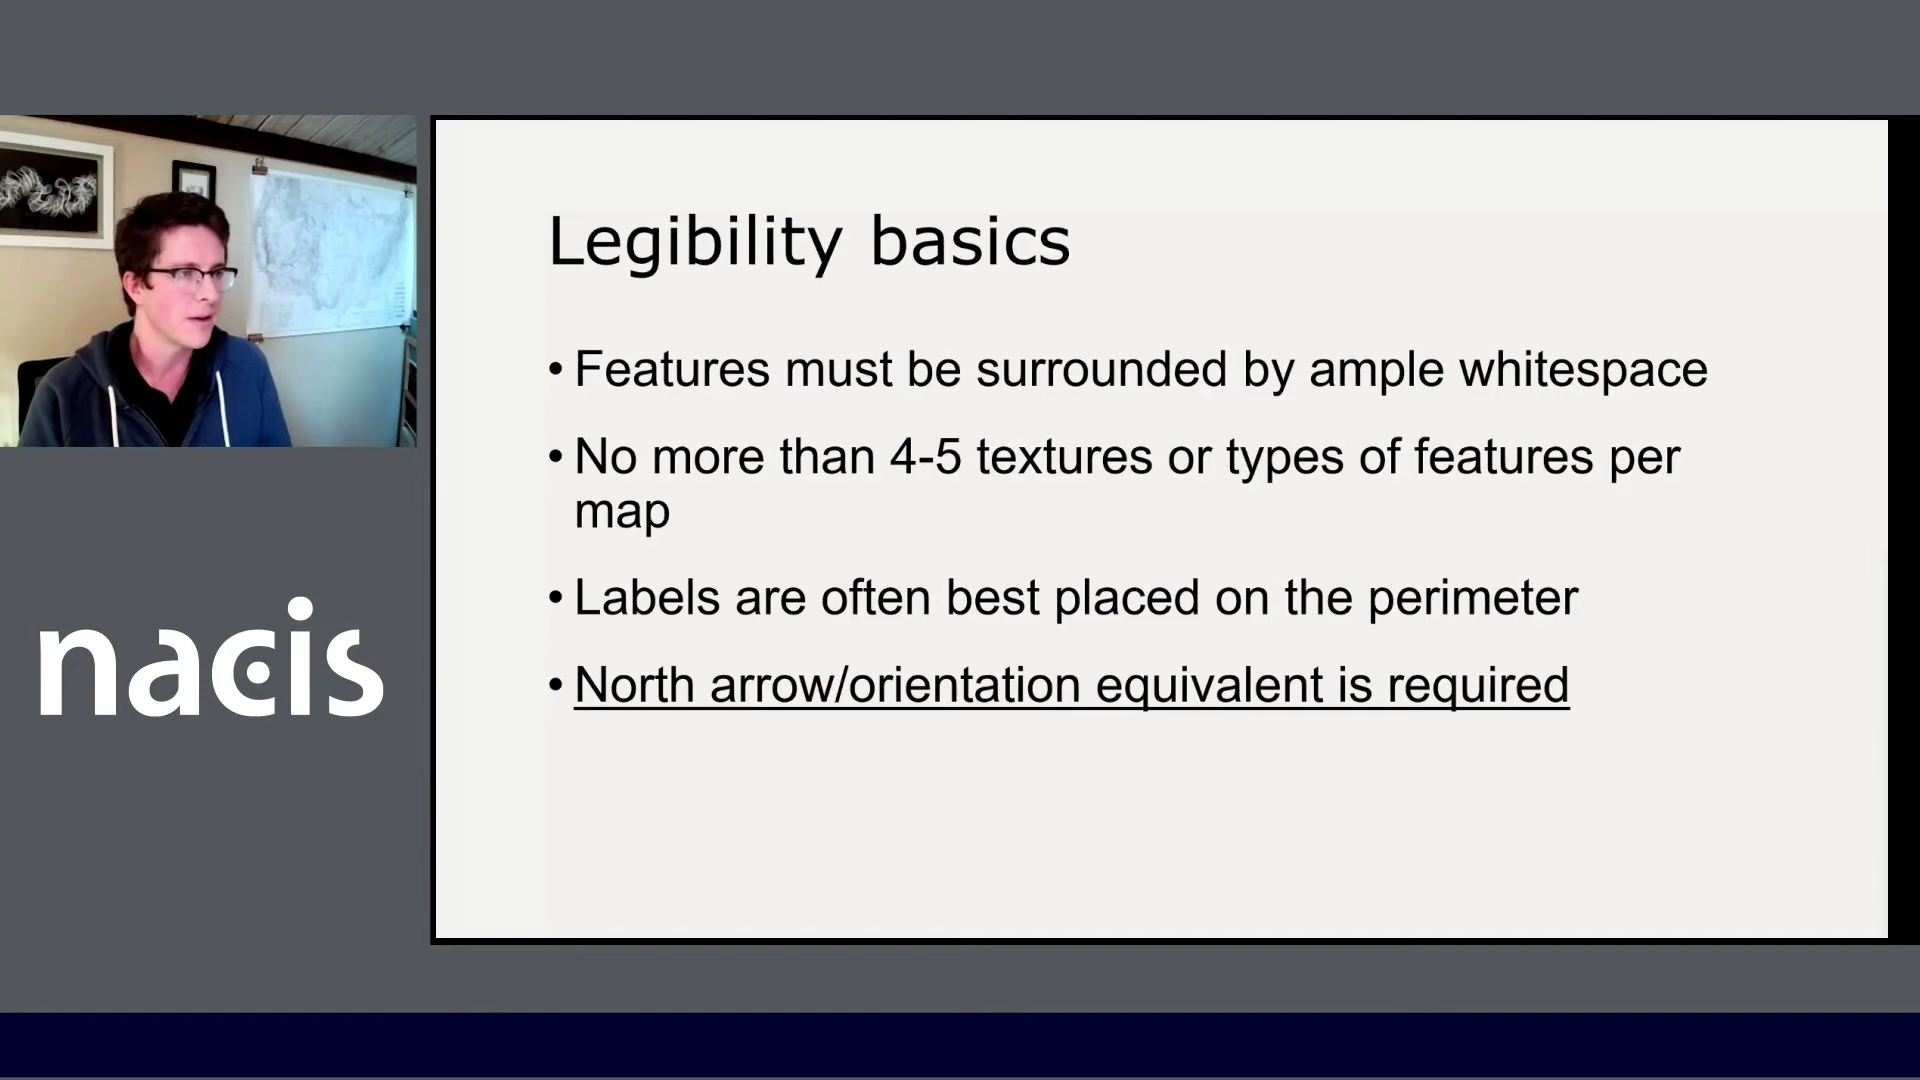 Legibility basics
• Features must be surrounded by ample whitespace
• No more than 4-5 textures or types of features per
map
• Labels are often best placed on the perimeter
• North arrow/orientation equivalent is required
nacis